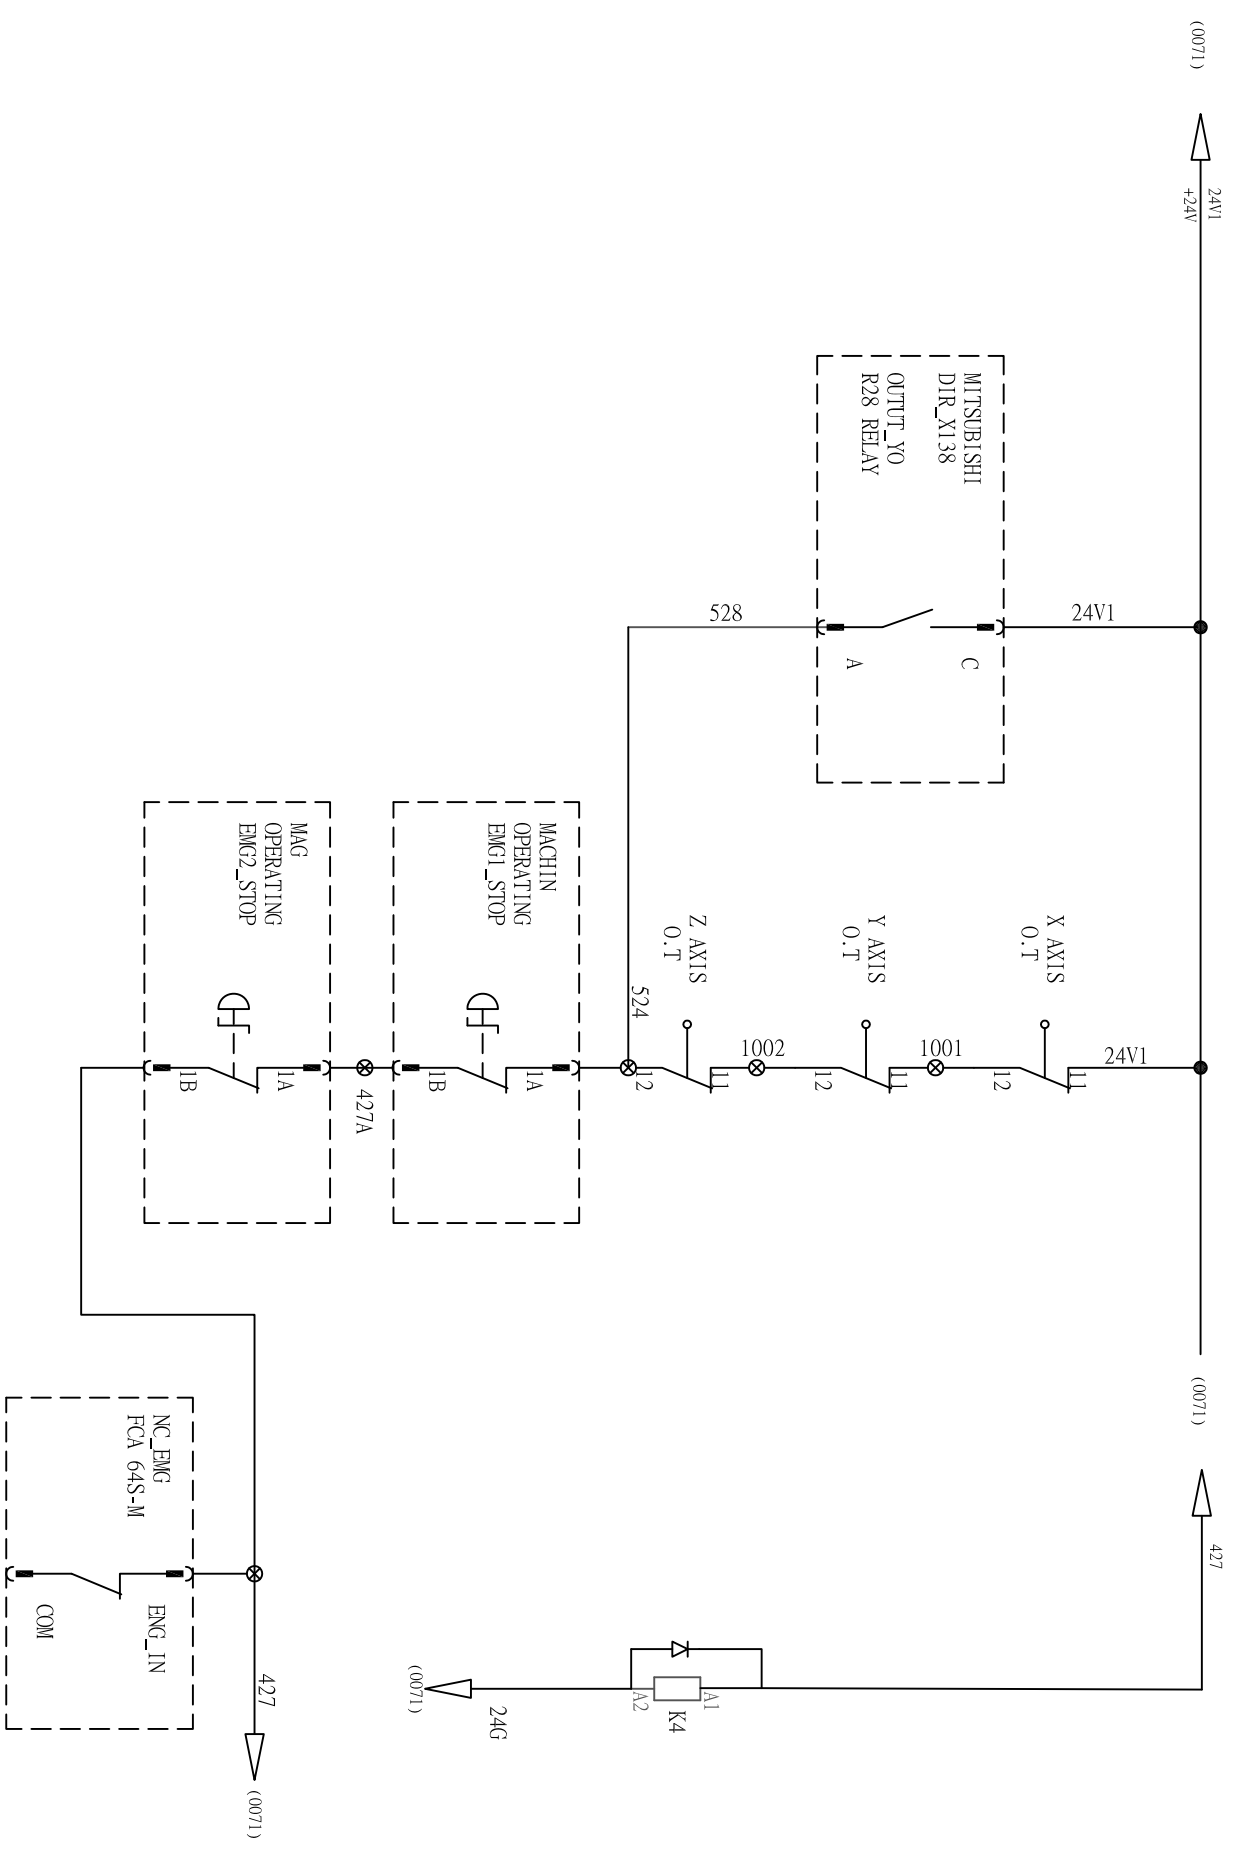 (0071)
24V1
+24V
(0071)
427
MITSUBISHI
DIR_X138
OUTUT_YO
R28 RELAY
24V1
C
A
528
X AXIS
O.T
24V1
11
12
1001
Y AXIS
O.T
11
12
1002
Z AXIS
O.T
11
12
524
MACHIN
OPERATING
EMG1_STOP
1A
1B
427A
MAG
OPERATING
EMG2_STOP
1A
1B
A1
K4
A2
24G
(0071)
427
(0071)
NC_EMG
FCA 64S-M
ENG_IN
COM